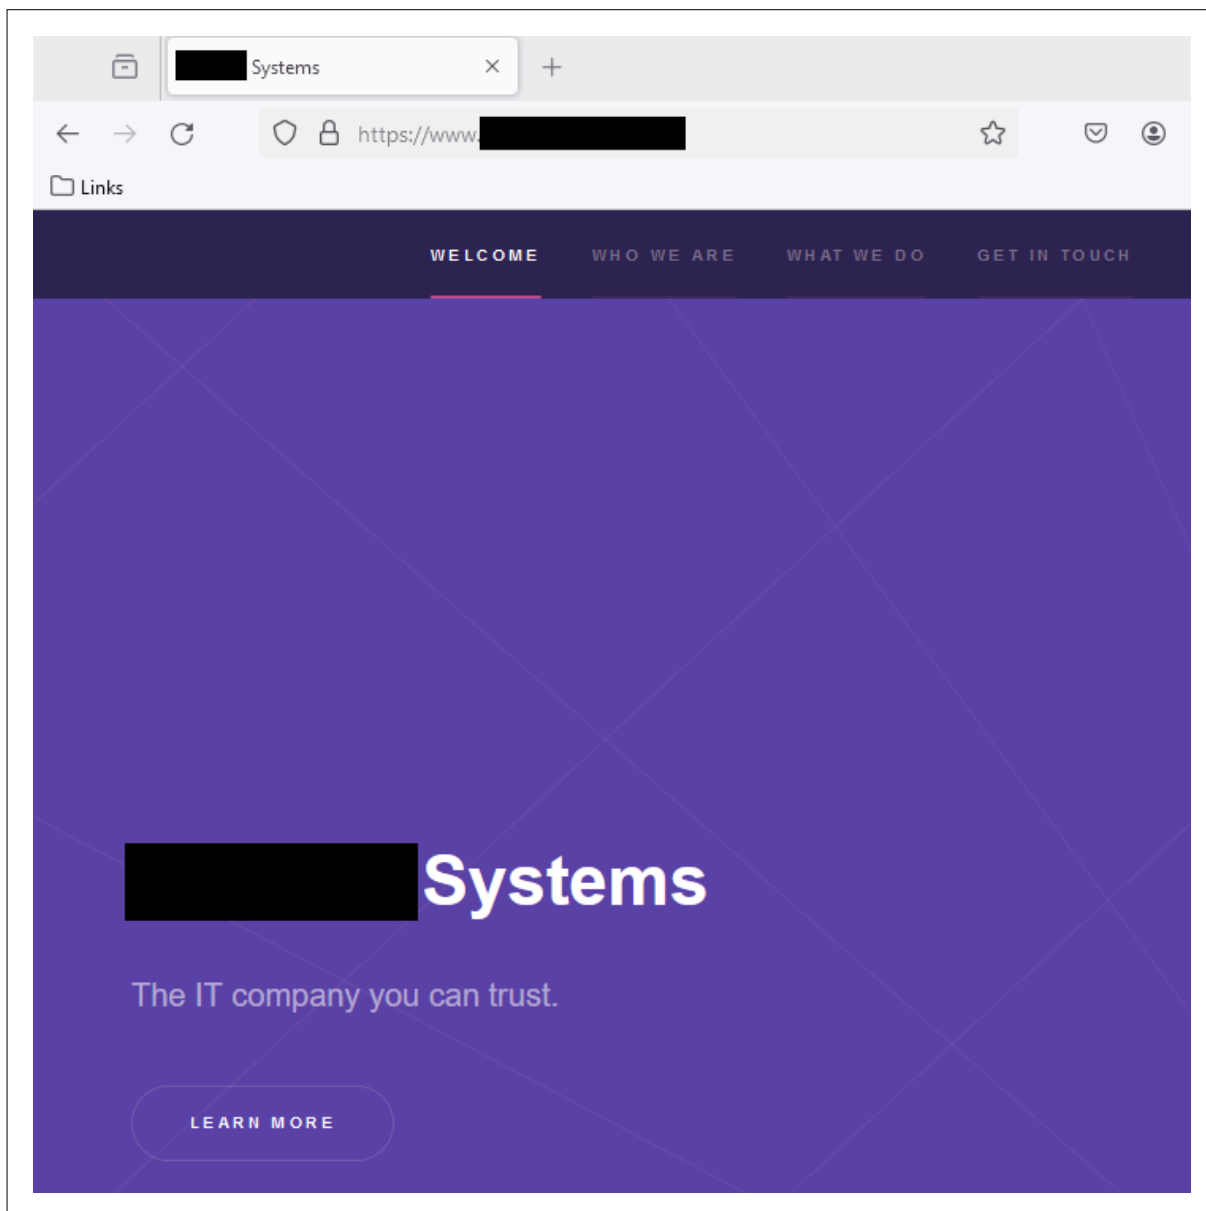 Systems
https://www.
Links
WELCOME WHO WE ARE WHAT WE DO GET IN TOUCH
Systems
The IT company you can trust.
LEARN MORE